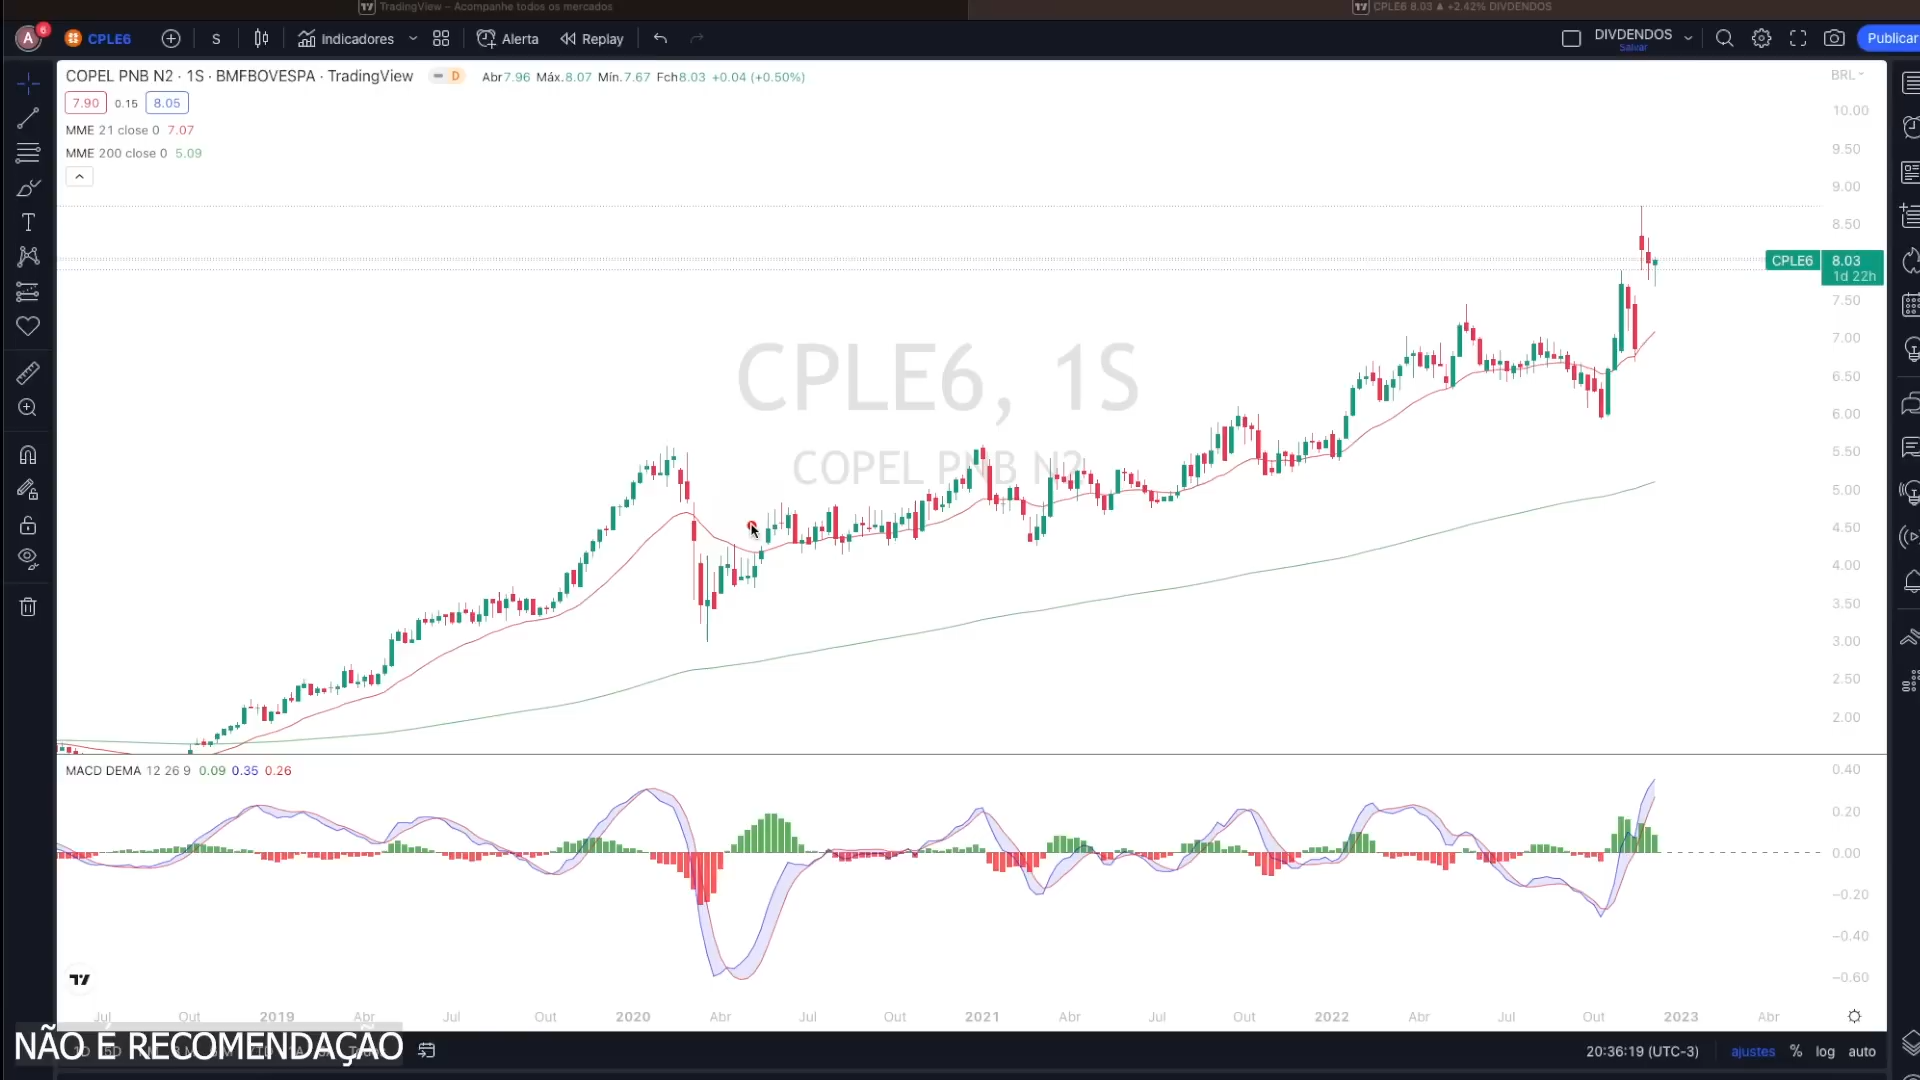 TradingView – Acompanhe todos os mercados
CPLE6 8.03 ▲ +2.42% DIVDENDOS
A 6 CPLE6 S Indicadores Alerta Replay DIVDENDOS Salvar Publicar
COPEL PNB N2 · 1S · BMFBOVESPA · TradingView D Abr7.96 Máx.8.07 Mín.7.67 Fch8.03 +0.04 (+0.50%) BRL
7.90 0.15 8.05
MME 21 close 0 7.07
MME 200 close 0 5.09
10.00
9.50
9.00
8.50
CPLE6 8.03
1d 22h
7.50
7.00
6.50
6.00
5.50
5.00
4.50
4.00
3.50
3.00
2.50
2.00
CPLE6, 1S
COPEL PNB N2
MACD DEMA 12 26 9 0.09 0.35 0.26
0.40
0.20
0.00
−0.20
−0.40
−0.60
Jul Out 2019 Abr Jul Out 2020 Abr Jul Out 2021 Abr Jul Out 2022 Abr Jul Out 2023 Abr
NÃO É RECOMENDAÇÃO
20:36:19 (UTC-3) ajustes % log auto